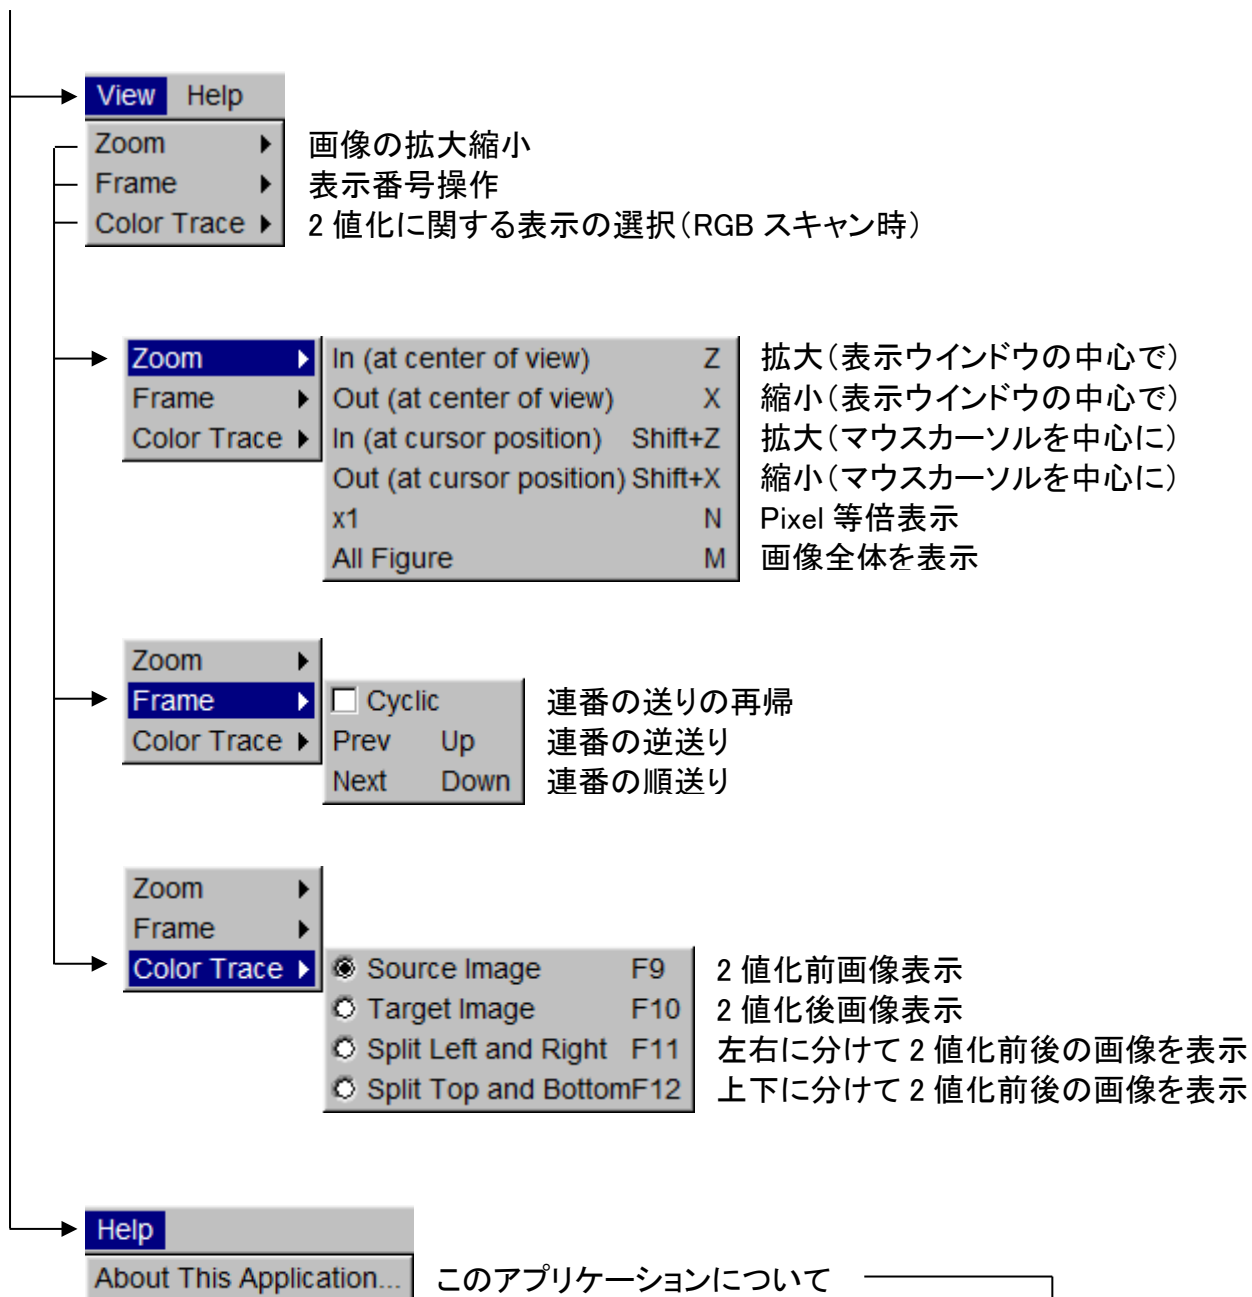 View Help
Zoom 画像の拡大縮小
Frame 表示番号操作
Color Trace 2 値化に関する表示の選択(RGB スキャン時)
Zoom In (at center of view) Z 拡大(表示ウインドウの中心で)
Frame Out (at center of view) X 縮小(表示ウインドウの中心で)
Color Trace In (at cursor position) Shift+Z 拡大(マウスカーソルを中心に)
Out (at cursor position) Shift+X 縮小(マウスカーソルを中心に)
x1 N Pixel 等倍表示
All Figure M 画像全体を表示
Zoom
Frame Cyclic 連番の送りの再帰
Color Trace Prev Up 連番の逆送り
Next Down 連番の順送り
Zoom
Frame
Color Trace Source Image F9 2 値化前画像表示
Target Image F10 2 値化後画像表示
Split Left and Right F11 左右に分けて 2 値化前後の画像を表示
Split Top and Bottom F12 上下に分けて 2 値化前後の画像を表示
Help
About This Application... このアプリケーションについて